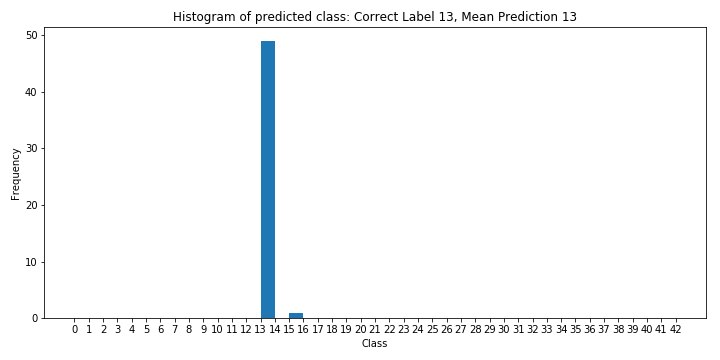 Histogram of predicted class: Correct Label 13, Mean Prediction 13
50
40
30
20
10
0
Frequency
0 1 2 3 4 5 6 7 8 9 10 11 12 13 14 15 16 17 18 19 20 21 22 23 24 25 26 27 28 29 30 31 32 33 34 35 36 37 38 39 40 41 42
Class